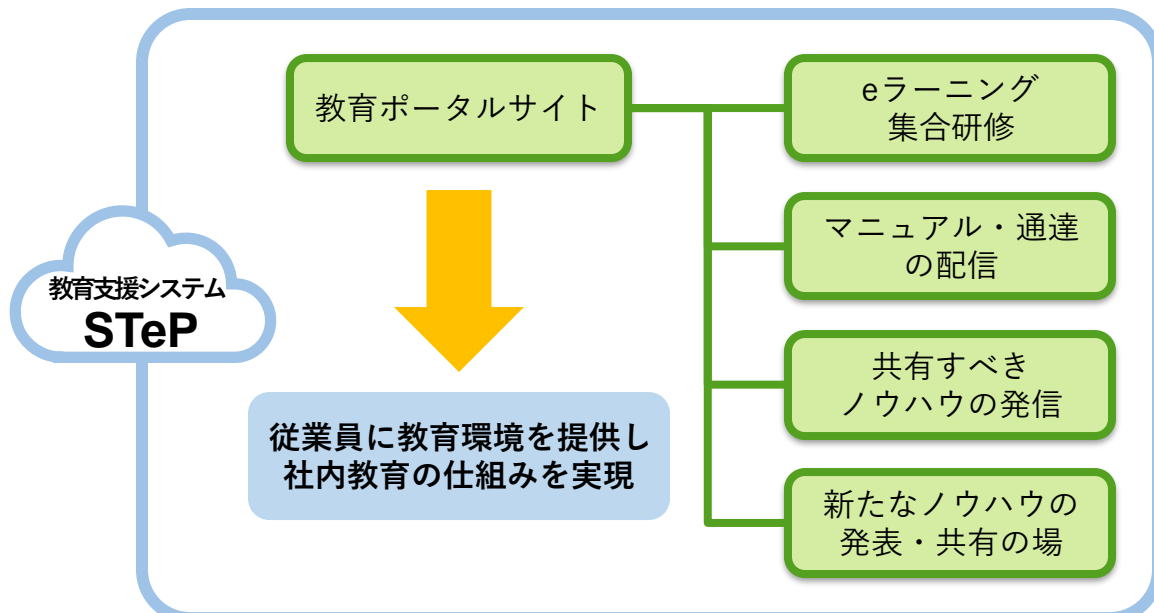 教育ポータルサイト
eラーニング
集合研修
マニュアル・通達
の配信
教育支援システム
STeP
共有すべき
ノウハウの発信
従業員に教育環境を提供し
社内教育の仕組みを実現
新たなノウハウの
発表・共有の場